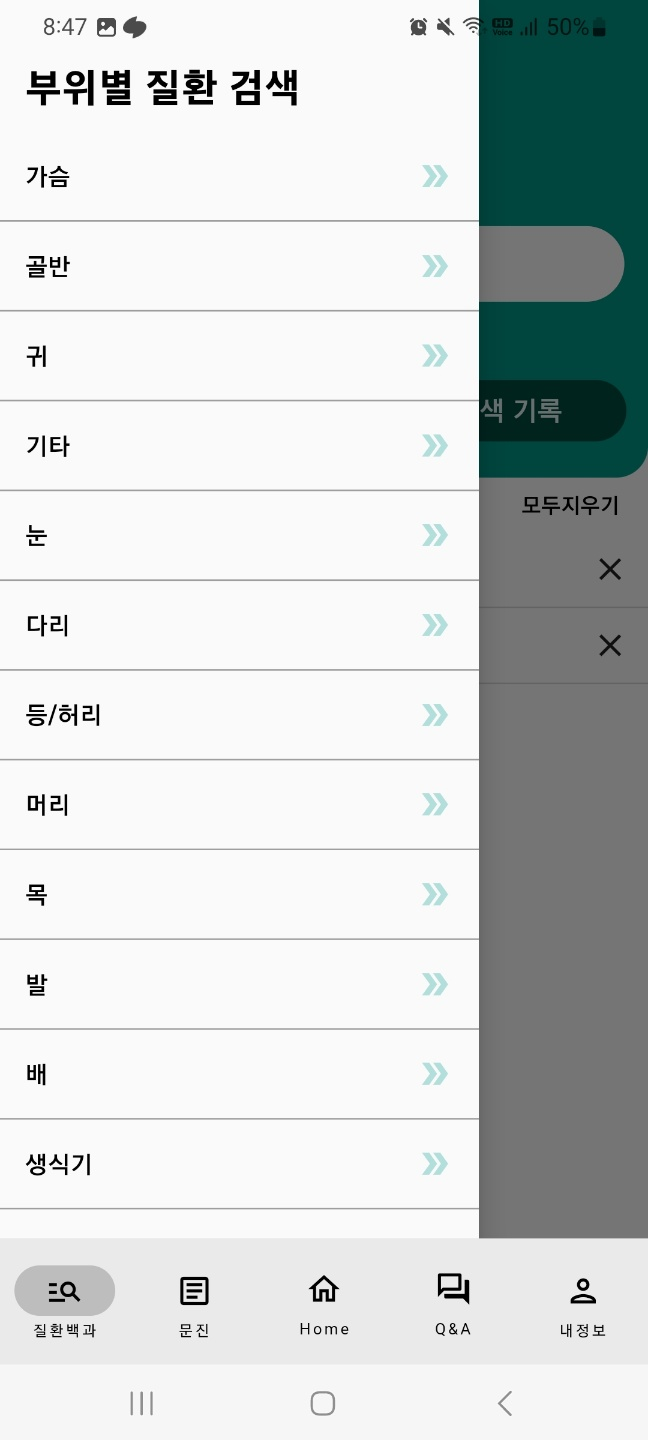 8:47
HD Voice
50%
부위별 질환 검색
가슴
골반
귀
기타
색 기록
눈
모두지우기
다리
등/허리
머리
목
발
배
생식기
질환백과
문진
Home
Q&A
내정보